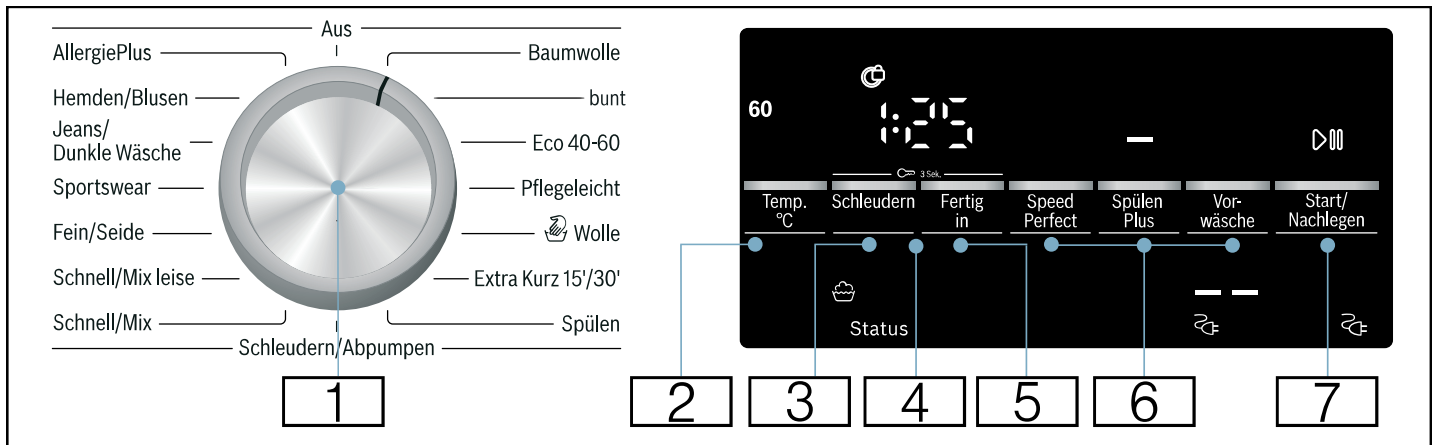 Aus
AllergiePlus
Hemden/Blusen
Jeans/
Dunkle Wäsche
Sportswear
Fein/Seide
Schnell/Mix leise
Schnell/Mix
Baumwolle
bunt
Eco 40-60
Pflegeleicht
Wolle
Extra Kurz 15'/30'
Spülen
Schleudern/Abpumpen
60
1:25
3 Sek.
Temp.
°C
Schleudern
Fertig
in
Speed
Perfect
Spülen
Plus
Vor-
wäsche
Start/
Nachlegen
Status
1
2
3
4
5
6
7